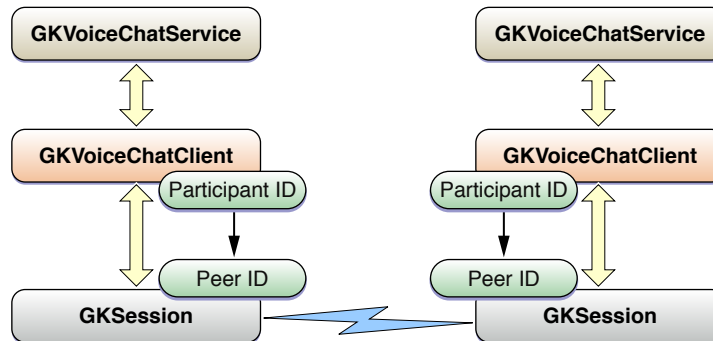 GKVoiceChatService
GKVoiceChatService
GKVoiceChatClient
GKVoiceChatClient
Participant ID
Participant ID
Peer ID
Peer ID
GKSession
GKSession